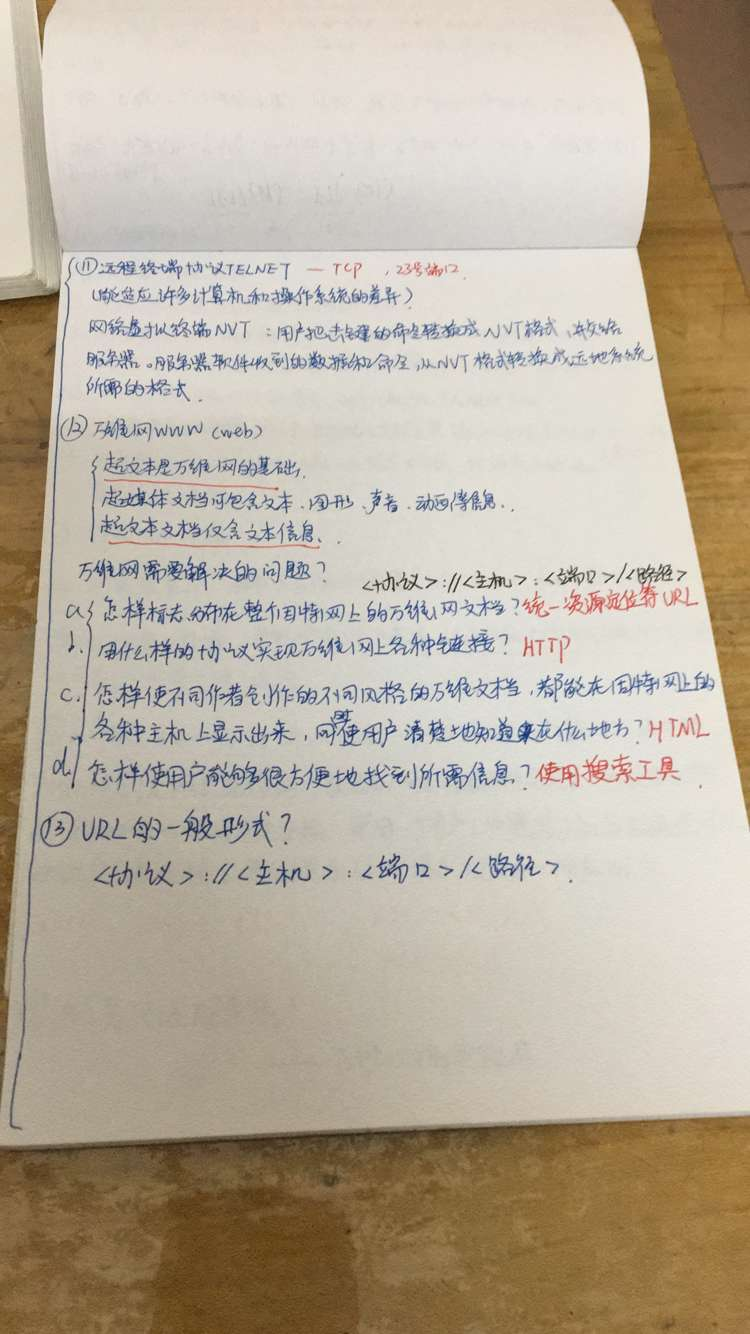 ⑪ 远程终端协议TELNET — TCP , 23号端口.
(能适应许多计算机和操作系统的差异)
网络虚拟终端NVT : 用户把击键的命令转换成NVT格式, 并交给
服务器。服务器软件收到的数据和命令, 从NVT格式转换成远地系统
所需的格式.
⑫ 万维网WWW (web)
超文本是万维网的基础.
超媒体文档可包含文本、图形、声音、动画等信息.
超文本文档仅含文本信息.
万维网需要解决的问题?
<协议>://<主机>:<端口>/<路径>
a. 怎样标志分布在整个因特网上的万维网文档? 统一资源定位符URL
b. 用什么样的协议实现万维网上各种链接? HTTP
c. 怎样使不同作者创作的不同风格的万维文档, 都能在因特网上的
各种主机上显示出来, 同时使用户清楚地知道在什么地方? HTML
d. 怎样使用户能够很方便地找到所需信息? 使用搜索工具.
⑬ URL的一般形式?
<协议>://<主机>:<端口>/<路径>.